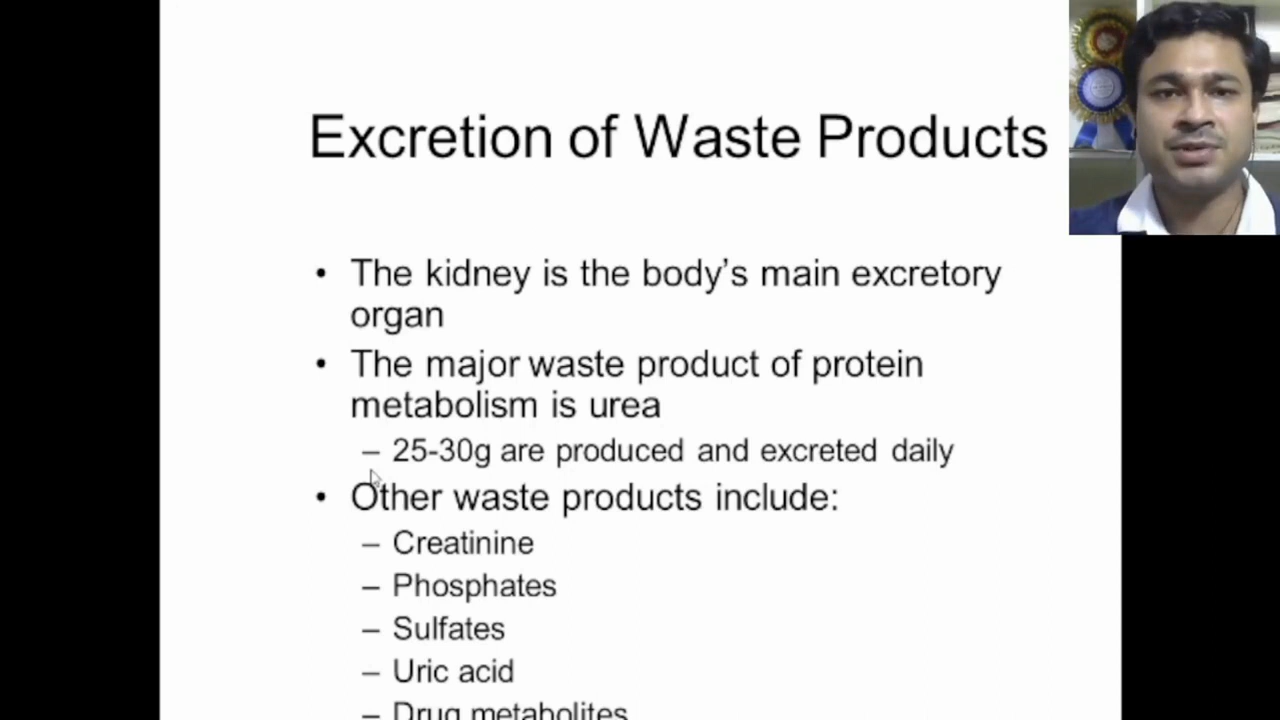 Excretion of Waste Products
• The kidney is the body's main excretory
organ
• The major waste product of protein
metabolism is urea
– 25-30g are produced and excreted daily
• Other waste products include:
– Creatinine
– Phosphates
– Sulfates
– Uric acid
– Drug metabolites